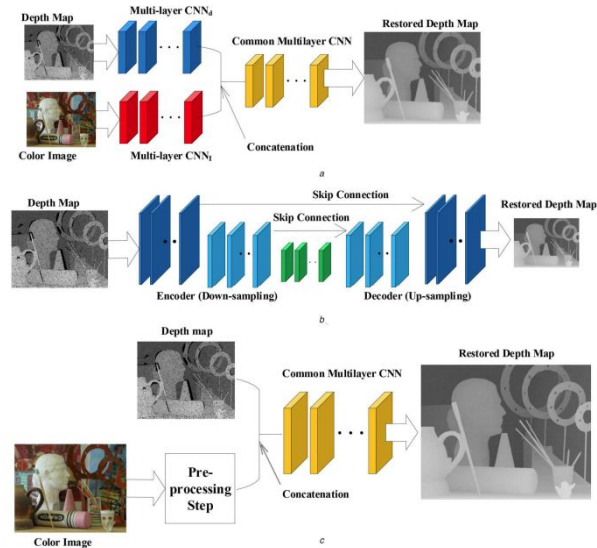 Depth Map
Multi-layer CNNd
Common Multilayer CNN
Restored Depth Map
Color Image
Multi-layer CNNI
Concatenation
a
Depth Map
Skip Connection
Skip Connection
Restored Depth Map
Encoder (Down-sampling)
Decoder (Up-sampling)
b
Depth map
Common Multilayer CNN
Restored Depth Map
Pre-
processing
Step
Concatenation
Color Image
c